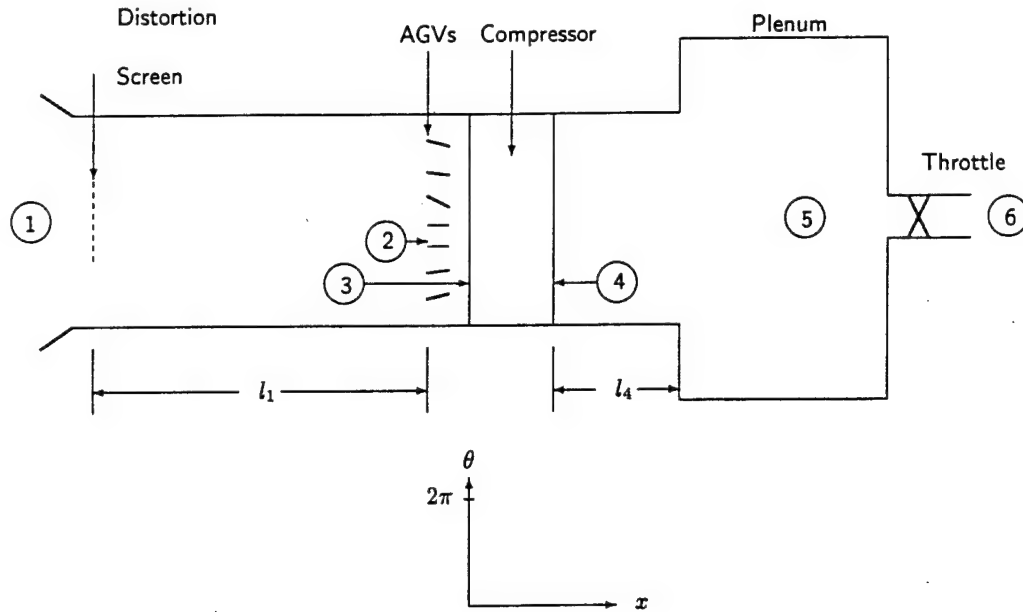 Distortion
Screen
AGVs
Compressor
Plenum
Throttle
1
2
3
4
5
6
l₁
l₄
θ
2π
x